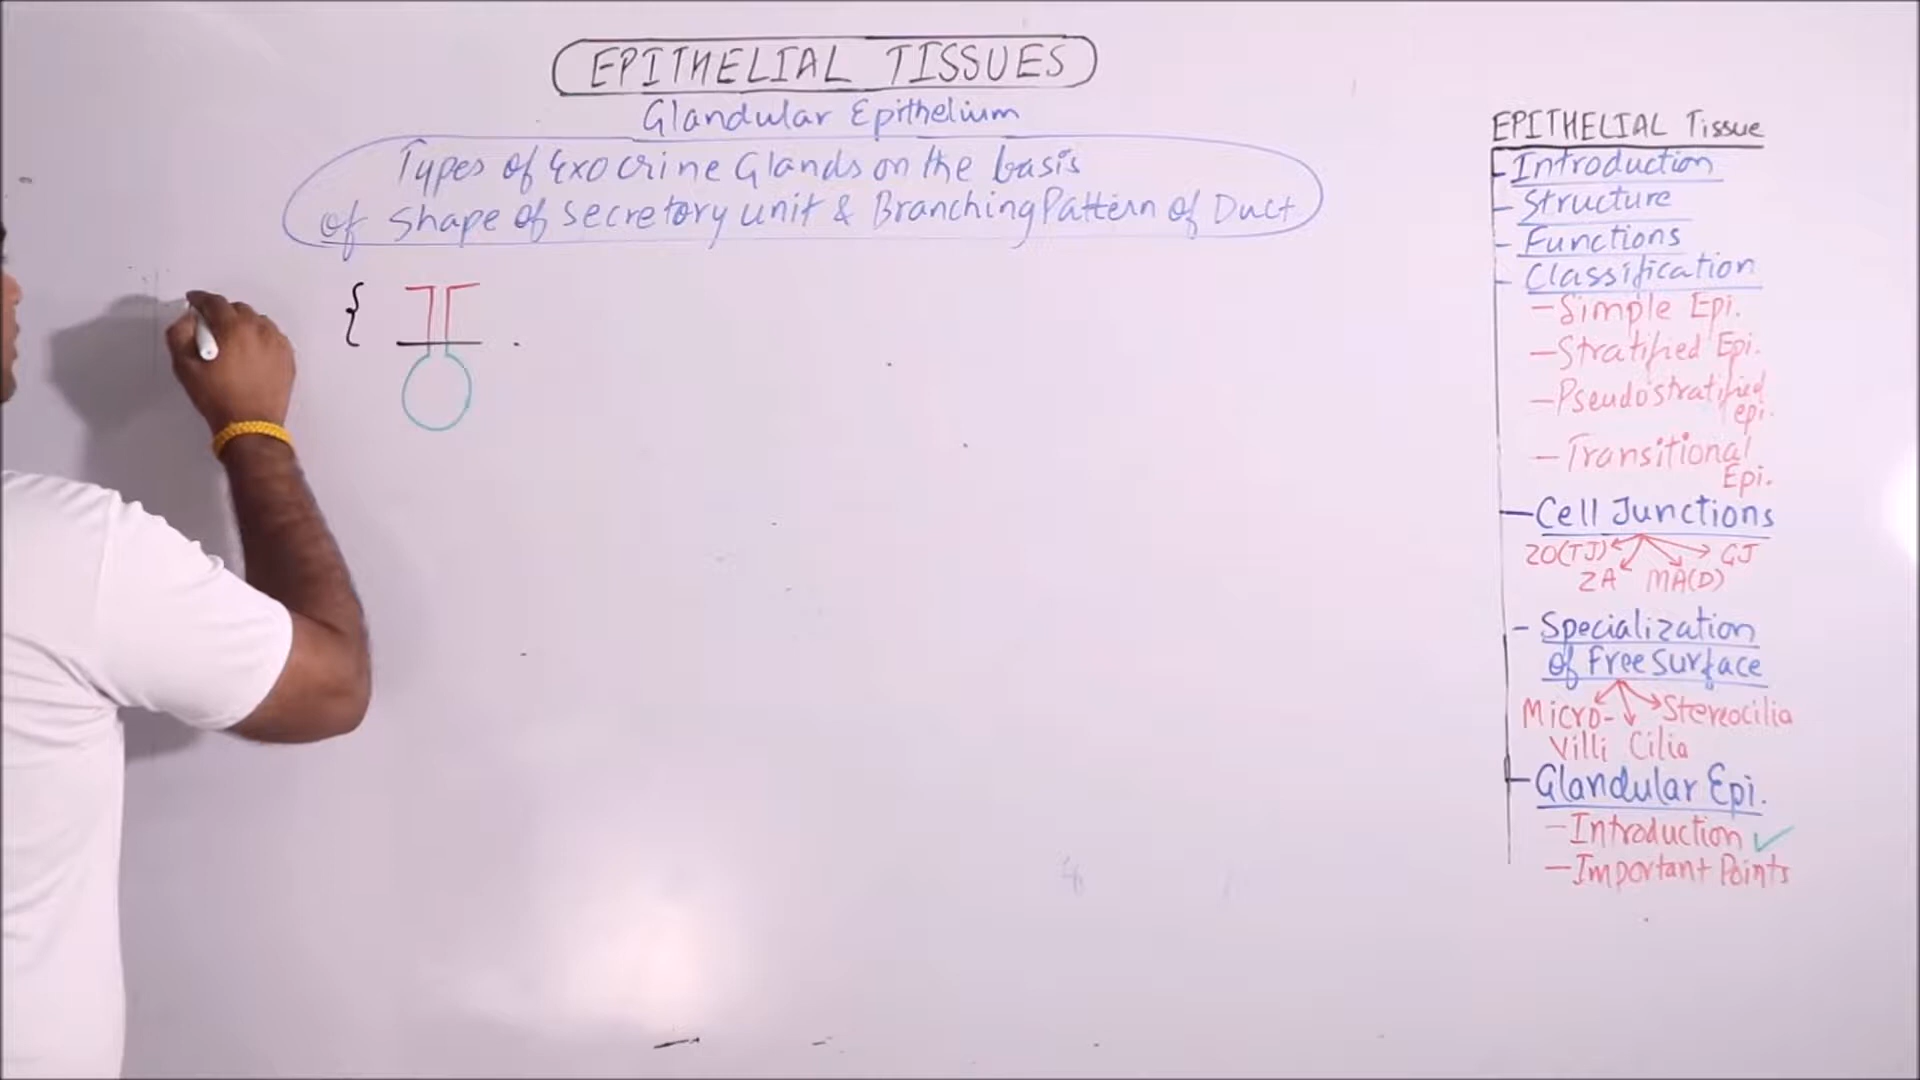 EPITHELIAL TISSUES
Glandular Epithelium
Types of Exocrine Glands on the basis
of Shape of secretory unit & Branching Pattern of Duct
EPITHELIAL Tissue
- Introduction
- Structure
- Functions
- Classification
- Simple Epi.
- Stratified Epi.
- Pseudostratified
epi.
- Transitional
Epi.
- Cell Junctions
ZO(TJ) GJ
ZA MA(D)
- Specialization
of Free Surface
Micro- Stereocilia
Villi Cilia
- Glandular Epi.
- Introduction ✓
- Important Points